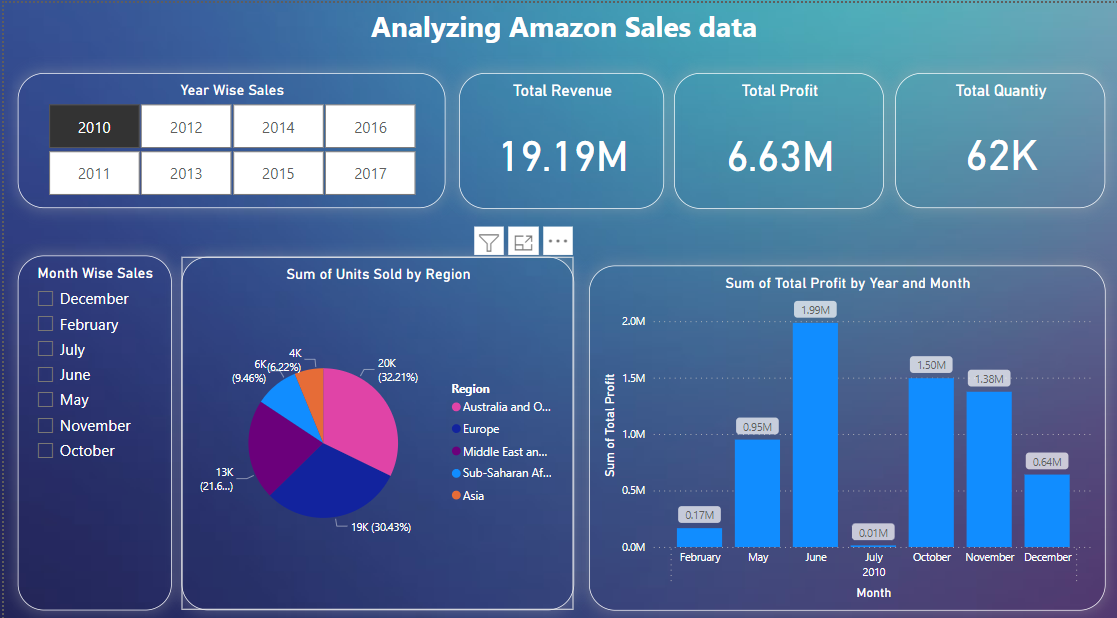 Analyzing Amazon Sales data
Year Wise Sales
2010
2012
2014
2016
2011
2013
2015
2017
Total Revenue
19.19M
Total Profit
6.63M
Total Quantiy
62K
Month Wise Sales
December
February
July
June
May
November
October
Sum of Units Sold by Region
4K
(6.22%)
6K
(9.46%)
20K
(32.21%)
13K
(21.6...)
19K (30.43%)
Region
Australia and O...
Europe
Middle East an...
Sub-Saharan Af...
Asia
Sum of Total Profit by Year and Month
Sum of Total Profit
2.0M
1.5M
1.0M
0.5M
0.0M
0.17M
0.95M
1.99M
0.01M
1.50M
1.38M
0.64M
February
May
June
July
October
November
December
2010
Month